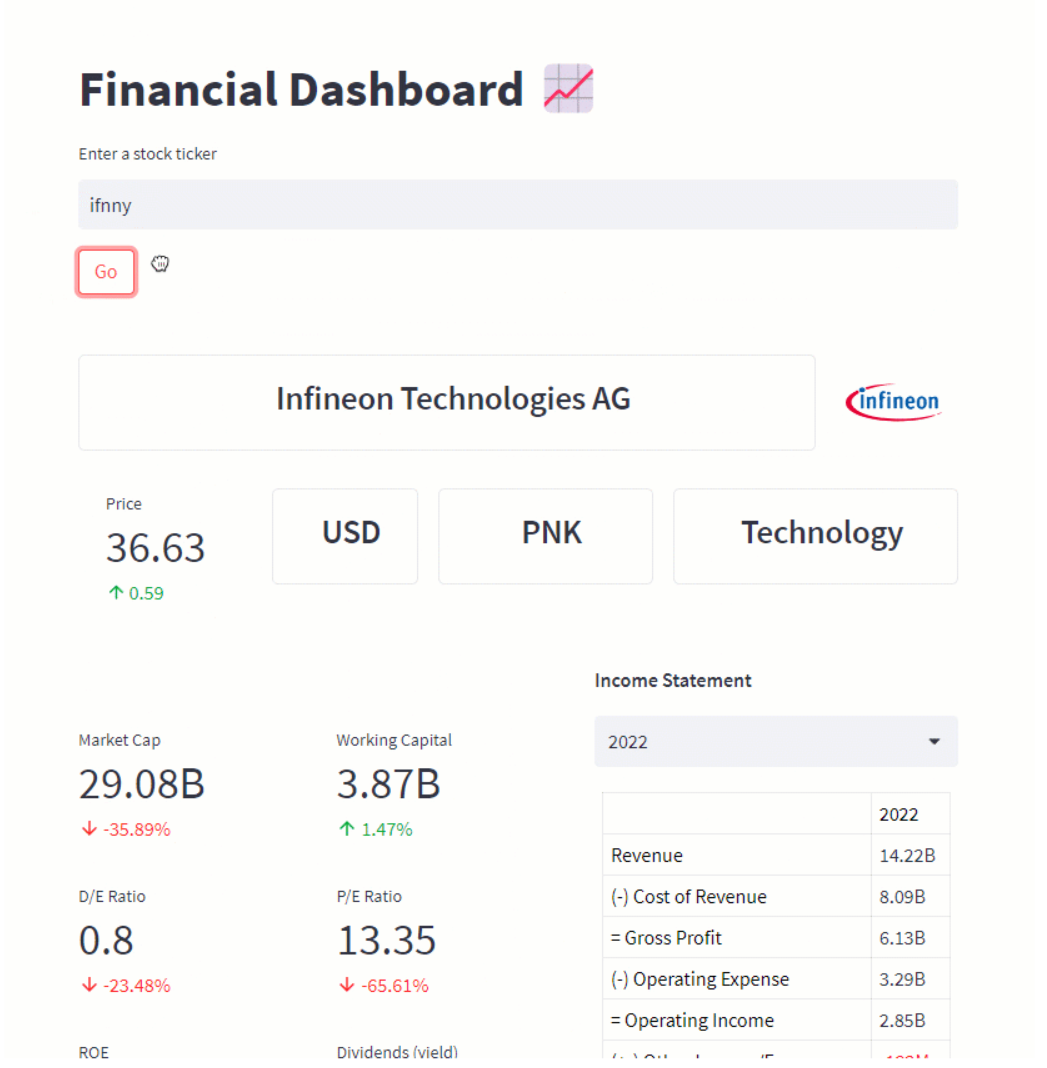 Financial Dashboard
Enter a stock ticker
ifnny
Go
Infineon Technologies AG
infineon
Price
36.63
↑ 0.59
USD
PNK
Technology
Market Cap
29.08B
↓ -35.89%
Working Capital
3.87B
↑ 1.47%
D/E Ratio
0.8
↓ -23.48%
P/E Ratio
13.35
↓ -65.61%
ROE
Dividends (yield)
Income Statement
2022
2022
Revenue 14.22B
(-) Cost of Revenue 8.09B
= Gross Profit 6.13B
(-) Operating Expense 3.29B
= Operating Income 2.85B